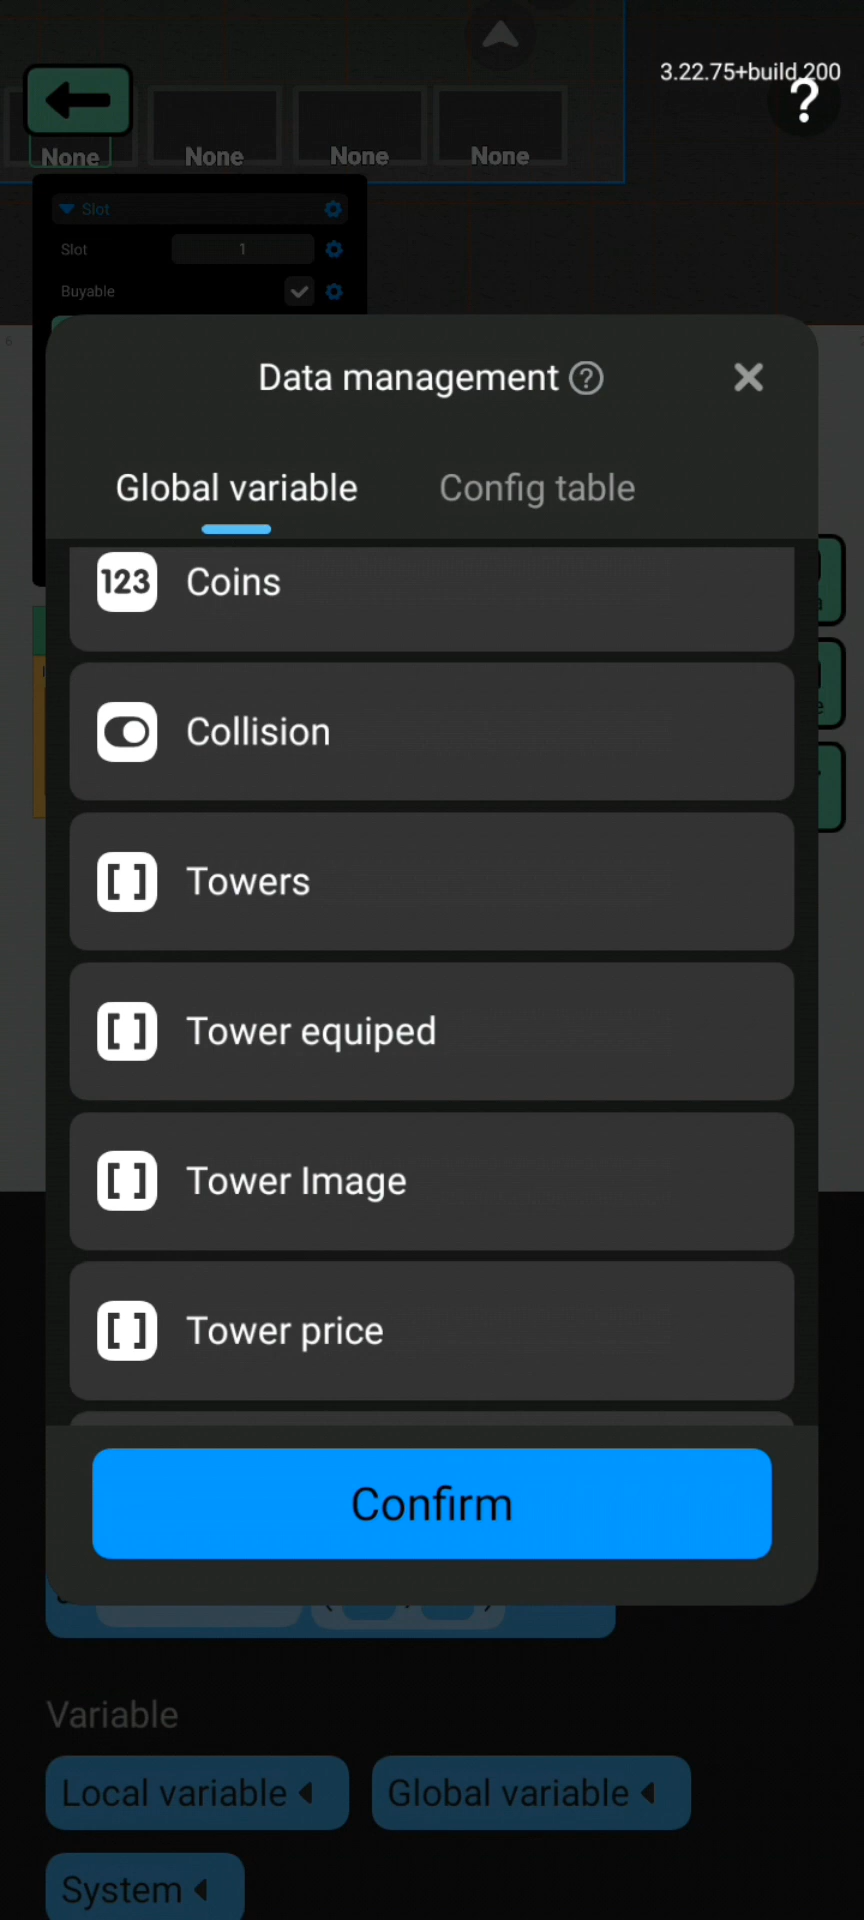 3.22.75+build.200
?
None
None
None
None
Slot
Slot
1
Buyable
6
Data management ?
Global variable
Config table
123 Coins
Collision
[ ] Towers
[ ] Tower equiped
[ ] Tower Image
[ ] Tower price
Confirm
Variable
Local variable
Global variable
System